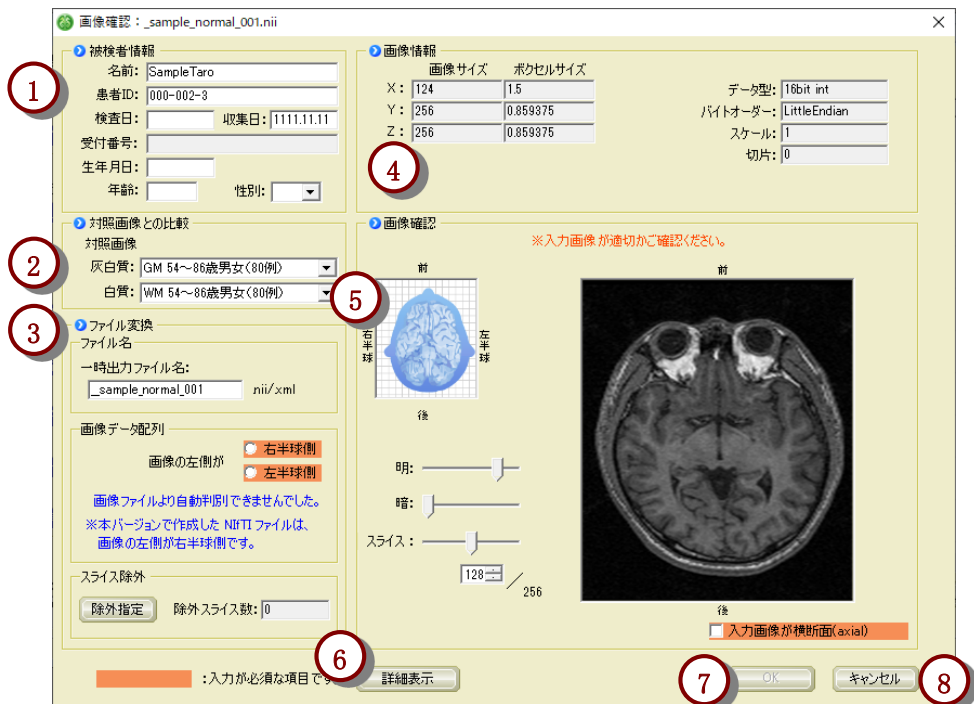 画像確認：_sample_normal_001.nii
①
被検者情報
名前： SampleTaro
患者ID： 000-002-3
検査日： 収集日： 1111.11.11
受付番号：
生年月日：
年齢： 性別：
②
対照画像との比較
対照画像
灰白質： GM 54～86歳男女(80例)
白質： WM 54～86歳男女(80例)
③
ファイル変換
ファイル名
一時出力ファイル名：
_sample_normal_001 .nii/.xml
画像データ配列
画像の左側が
右半球側
左半球側
画像ファイルより自動判別できませんでした。
※本バージョンで作成した NIfTI ファイルは、
画像の左側が右半球側です。
スライス除外
除外指定 除外スライス数： 0
画像情報
画像サイズ ボクセルサイズ
X： 124 1.5
Y： 256 0.859375
Z： 256 0.859375
④
データ型： 16bit int
バイトオーダー： LittleEndian
スケール： 1
切片： 0
画像確認
※入力画像が適切かご確認ください。
⑤
前
右半球
左半球
後
明：
暗：
スライス：
128 / 256
前
後
入力画像が横断面(axial)
：入力が必須な項目です
⑥
詳細表示
⑦
OK
キャンセル
⑧